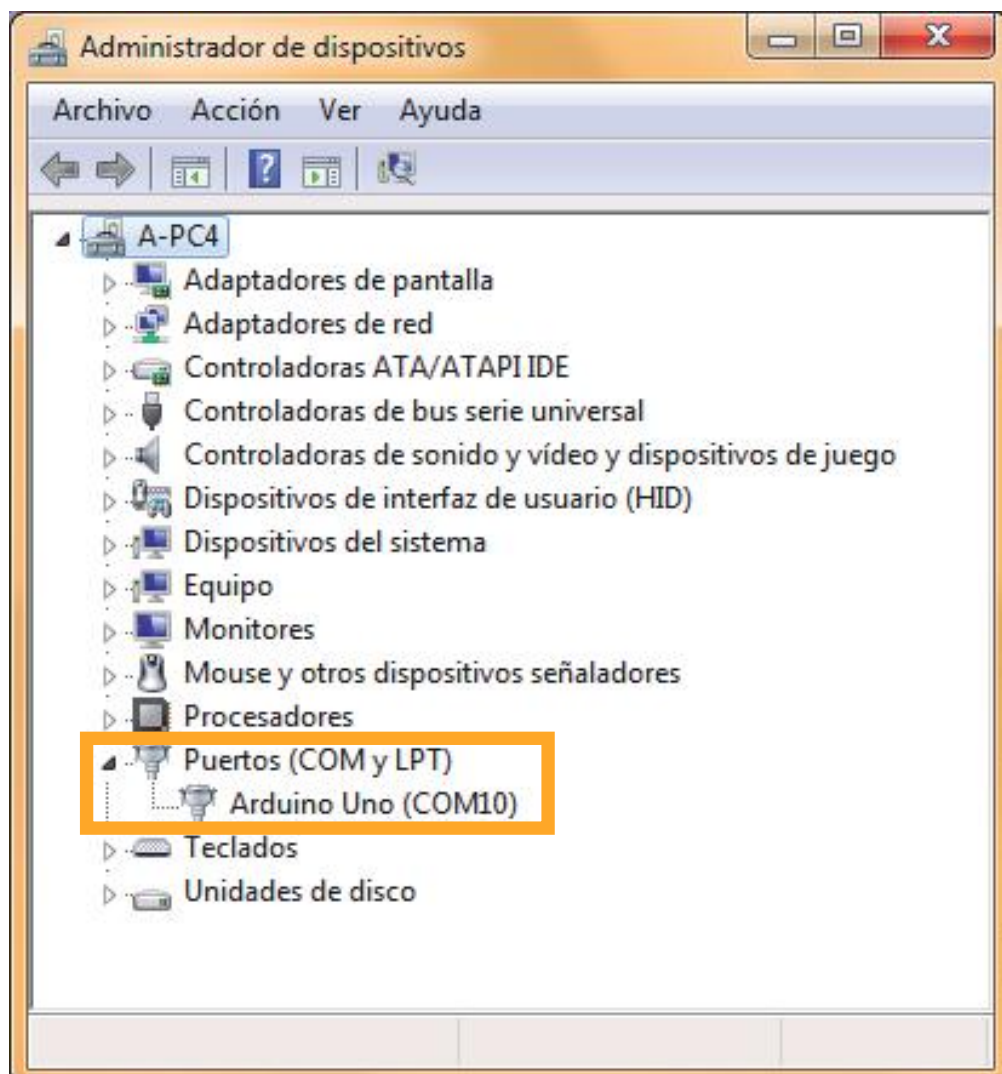 Administrador de dispositivos
Archivo Acción Ver Ayuda
A-PC4
Adaptadores de pantalla
Adaptadores de red
Controladoras ATA/ATAPI IDE
Controladoras de bus serie universal
Controladoras de sonido y vídeo y dispositivos de juego
Dispositivos de interfaz de usuario (HID)
Dispositivos del sistema
Equipo
Monitores
Mouse y otros dispositivos señaladores
Procesadores
Puertos (COM y LPT)
Arduino Uno (COM10)
Teclados
Unidades de disco